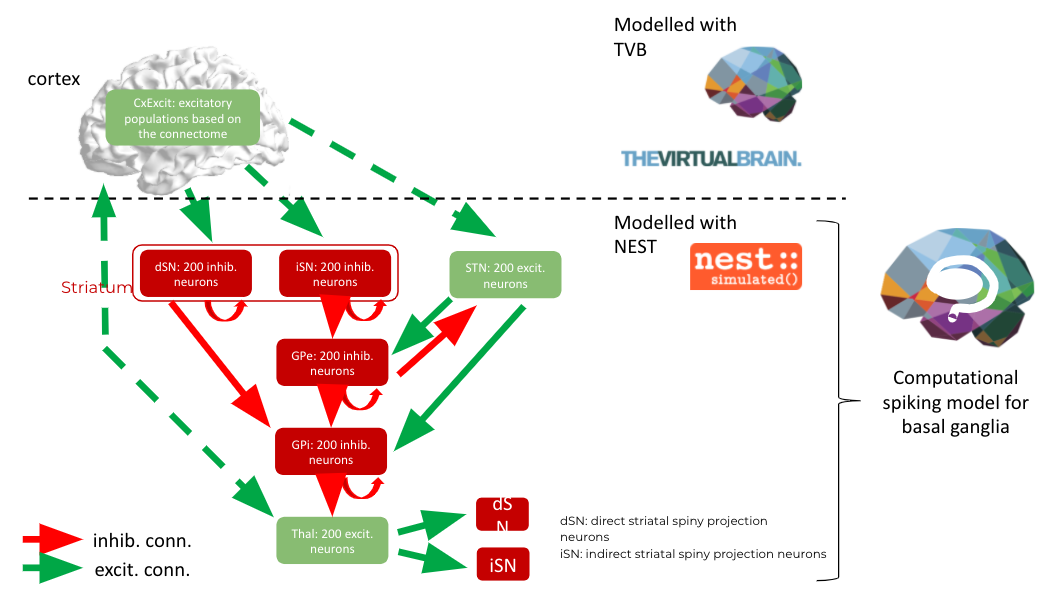 Modelled with
TVB
cortex
CxExcit: excitatory
populations based on
the connectome
THEVIRTUALBRAIN.
Modelled with
NEST
nest::
simulated()
Striatum
dSN: 200 inhib.
neurons
iSN: 200 inhib.
neurons
STN: 200 excit.
neurons
GPe: 200 inhib.
neurons
Computational
spiking model for
basal ganglia
GPi: 200 inhib.
neurons
Thal: 200 excit.
neurons
dS
N
iSN
dSN: direct striatal spiny projection
neurons
iSN: indirect striatal spiny projection neurons
inhib. conn.
excit. conn.